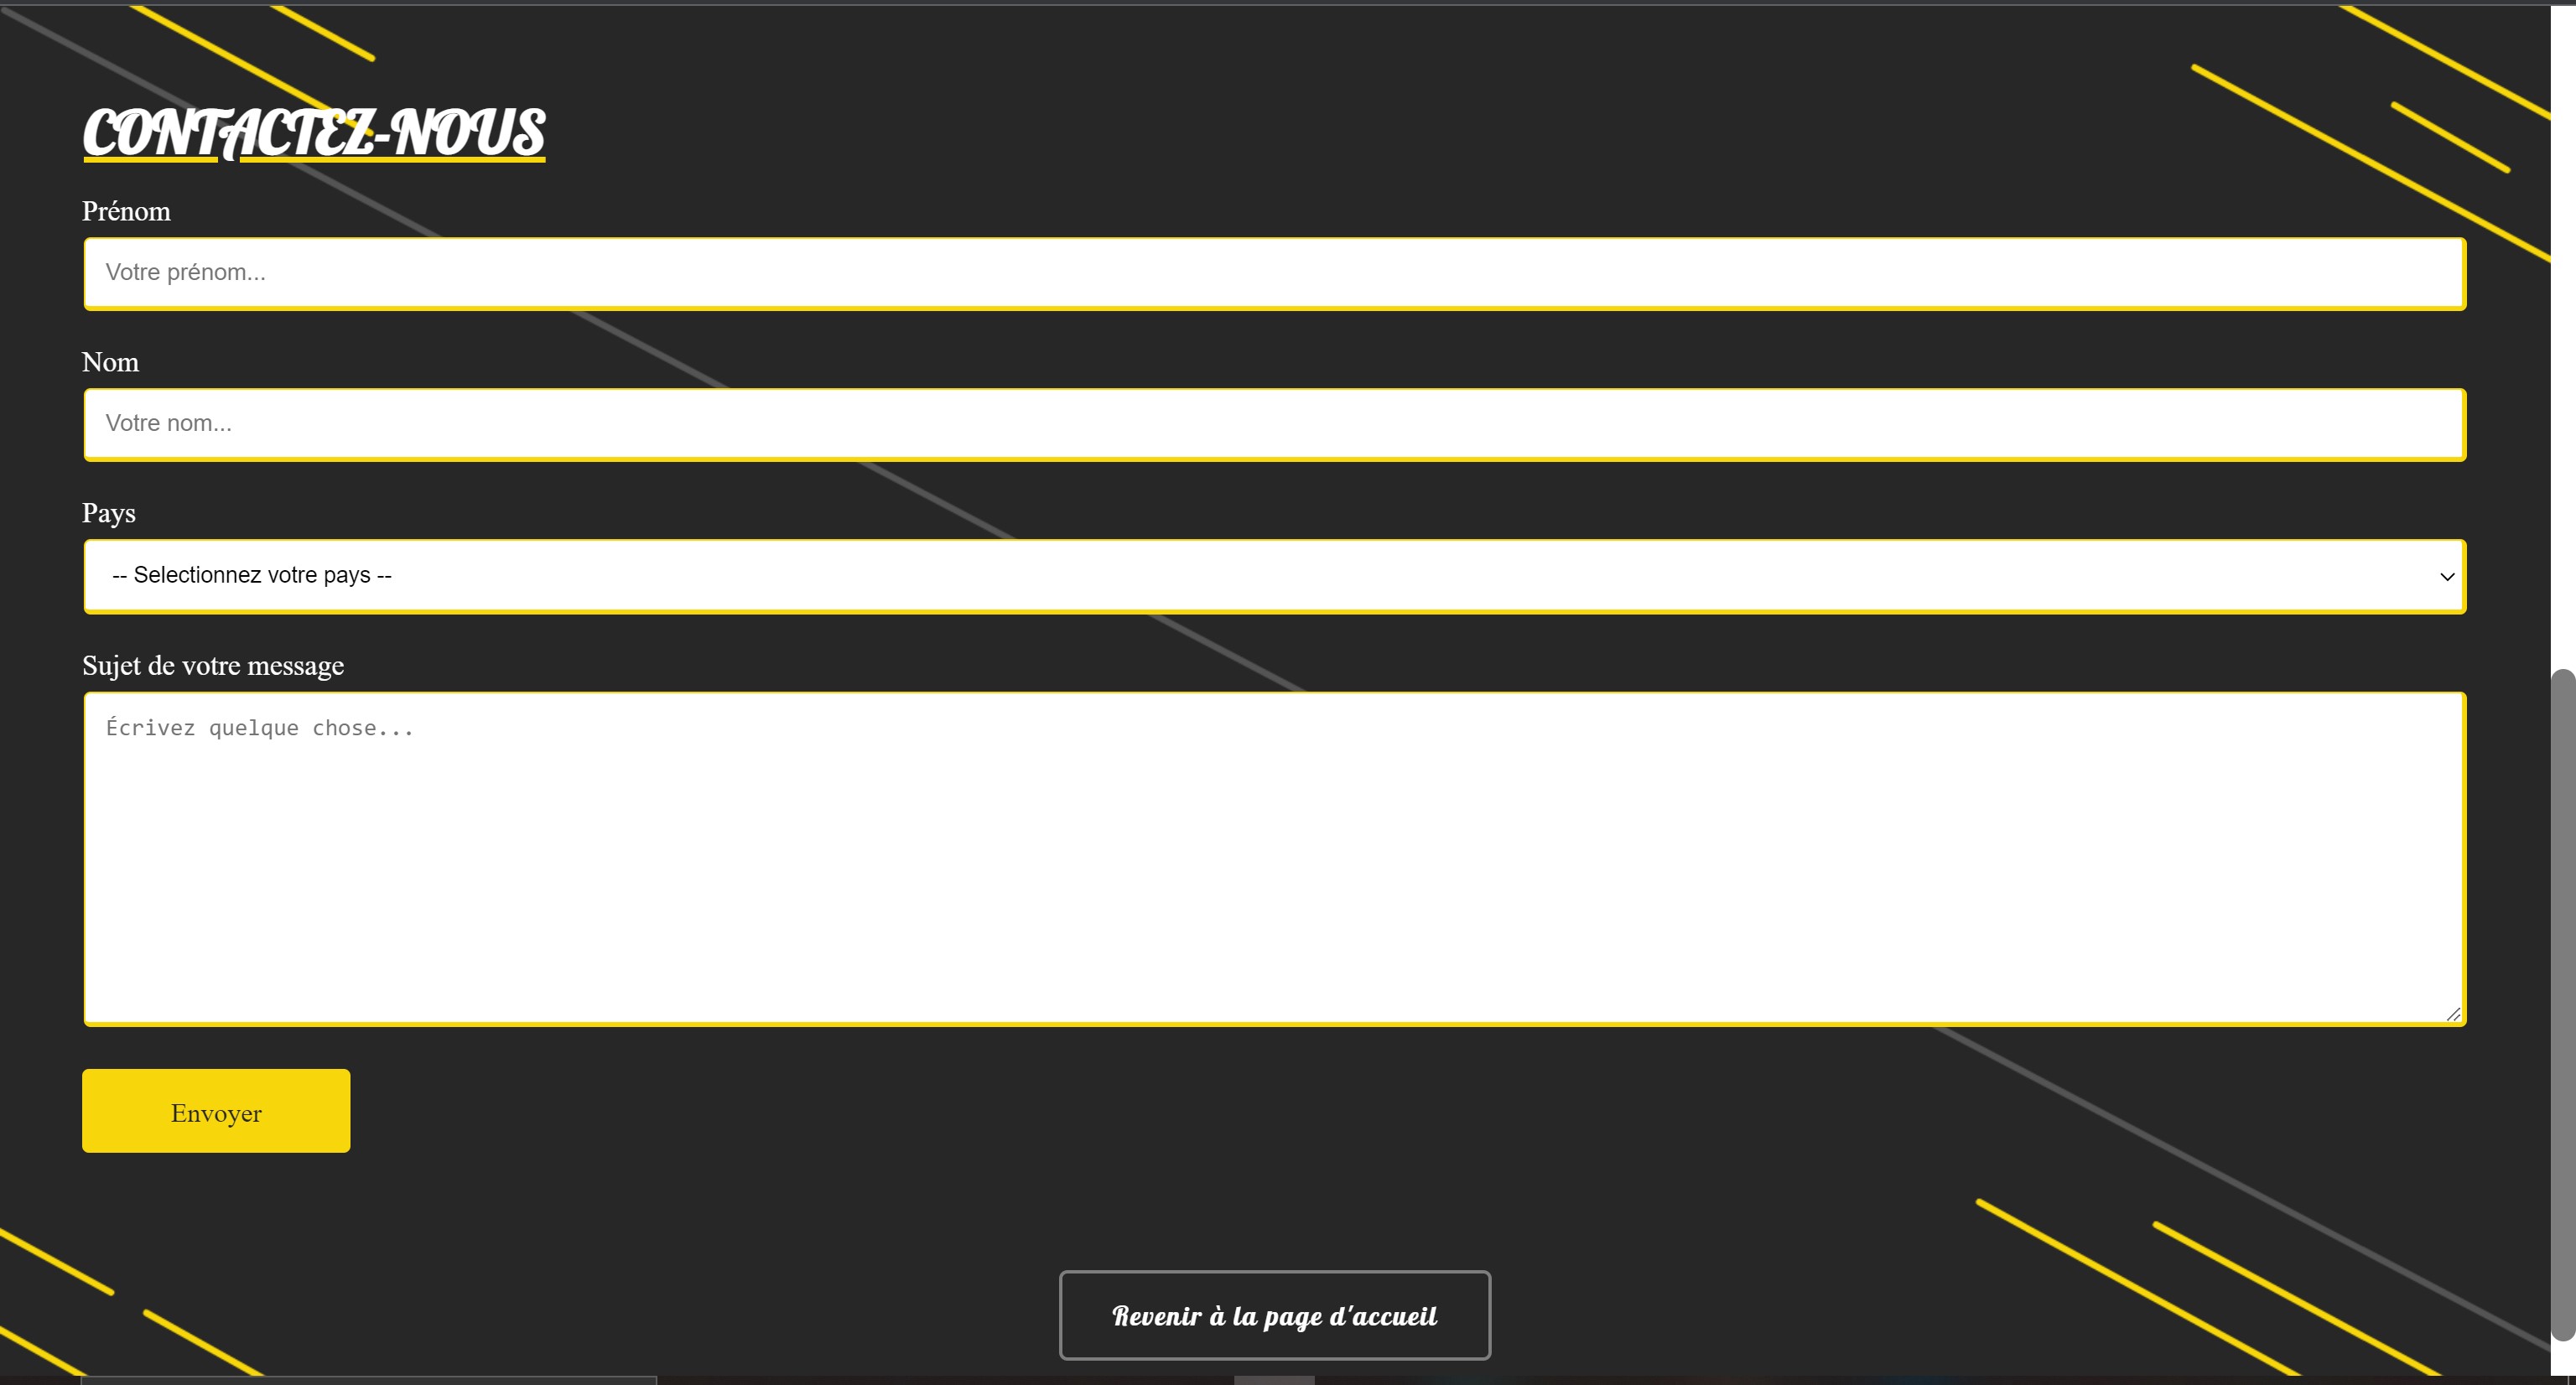 CONTACTEZ-NOUS
Prénom
Votre prénom...
Nom
Votre nom...
Pays
-- Selectionnez votre pays --
Sujet de votre message
Écrivez quelque chose...
Envoyer
Revenir à la page d'accueil